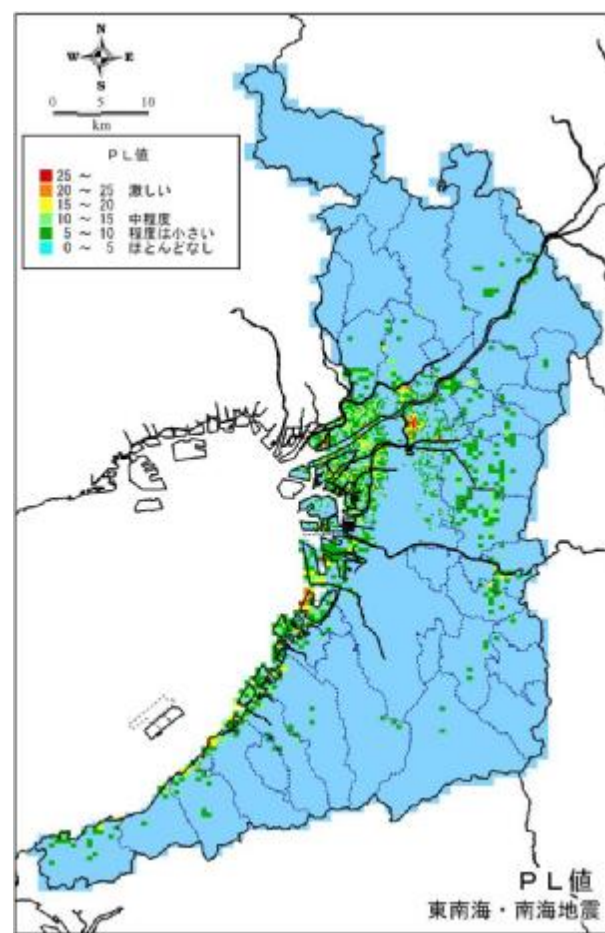 N
W E
S
0 5 10
km
PL値
25 ~
20 ~ 25 激しい
15 ~ 20
10 ~ 15 中程度
5 ~ 10 程度は小さい
0 ~ 5 ほとんどなし
PL値
東南海・南海地震